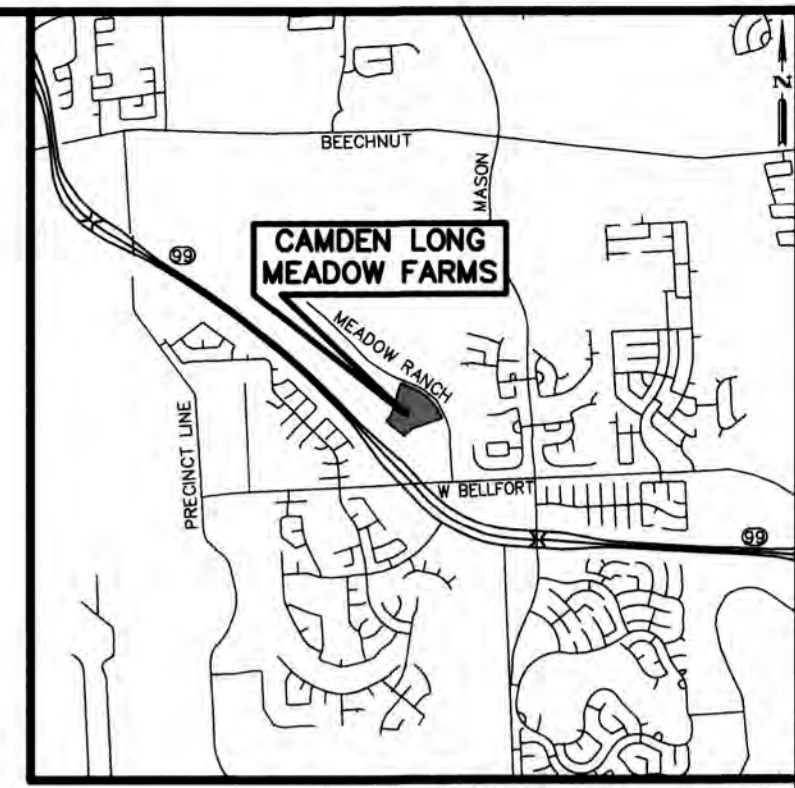 N
BEECHNUT
MASON
99
CAMDEN LONG
MEADOW FARMS
MEADOW RANCH
PRECINCT LINE
W BELLFORT
99